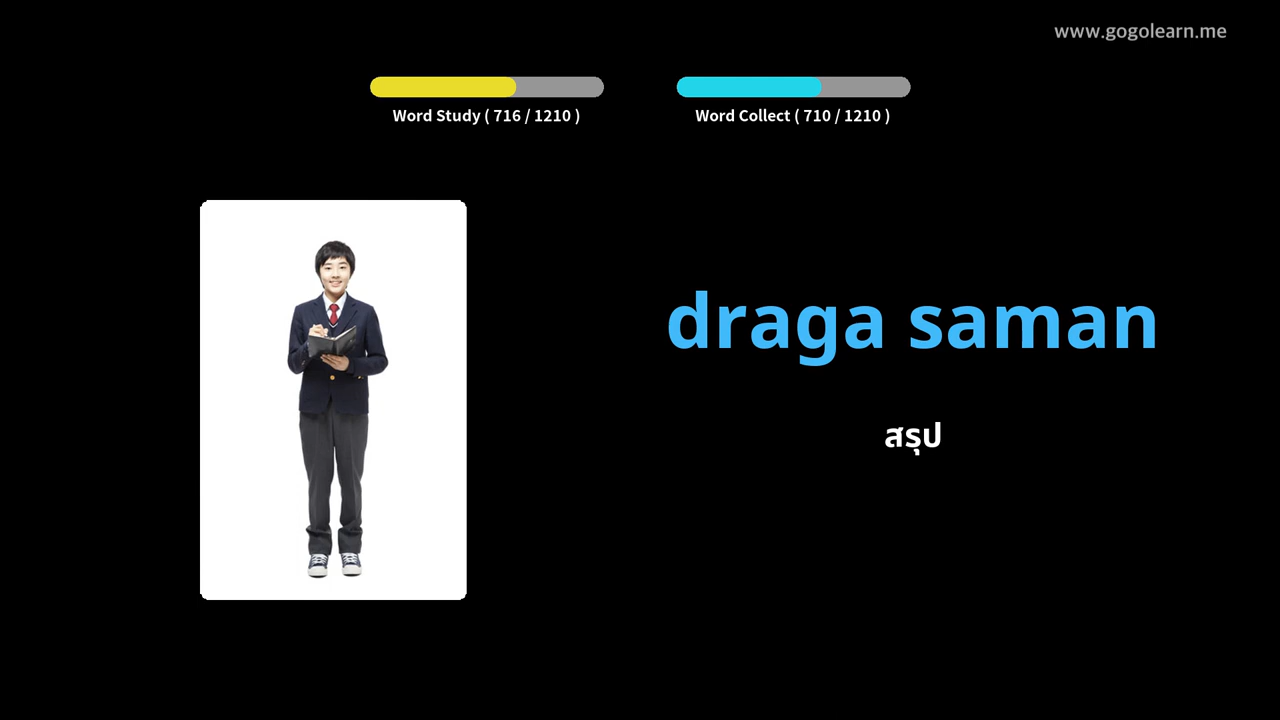 www.gogolearn.me
Word Study ( 716 / 1210 )
Word Collect ( 710 / 1210 )
draga saman
สรุป